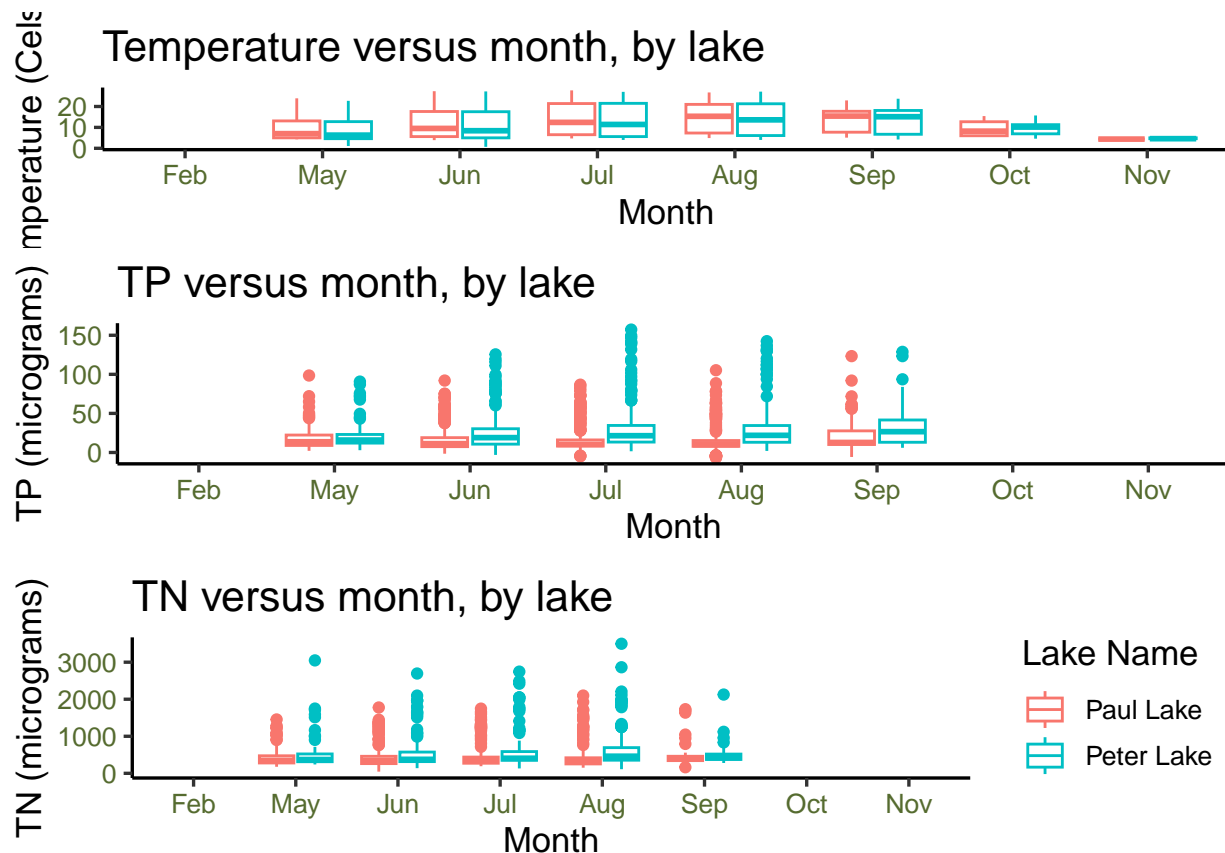 Temperature versus month, by lake
mperature (Cels
20
10
0
Feb May Jun Jul Aug Sep Oct Nov
Month
TP versus month, by lake
TP (micrograms)
150
100
50
0
Feb May Jun Jul Aug Sep Oct Nov
Month
TN versus month, by lake
TN (micrograms)
3000
2000
1000
0
Feb May Jun Jul Aug Sep Oct Nov
Month
Lake Name
Paul Lake
Peter Lake